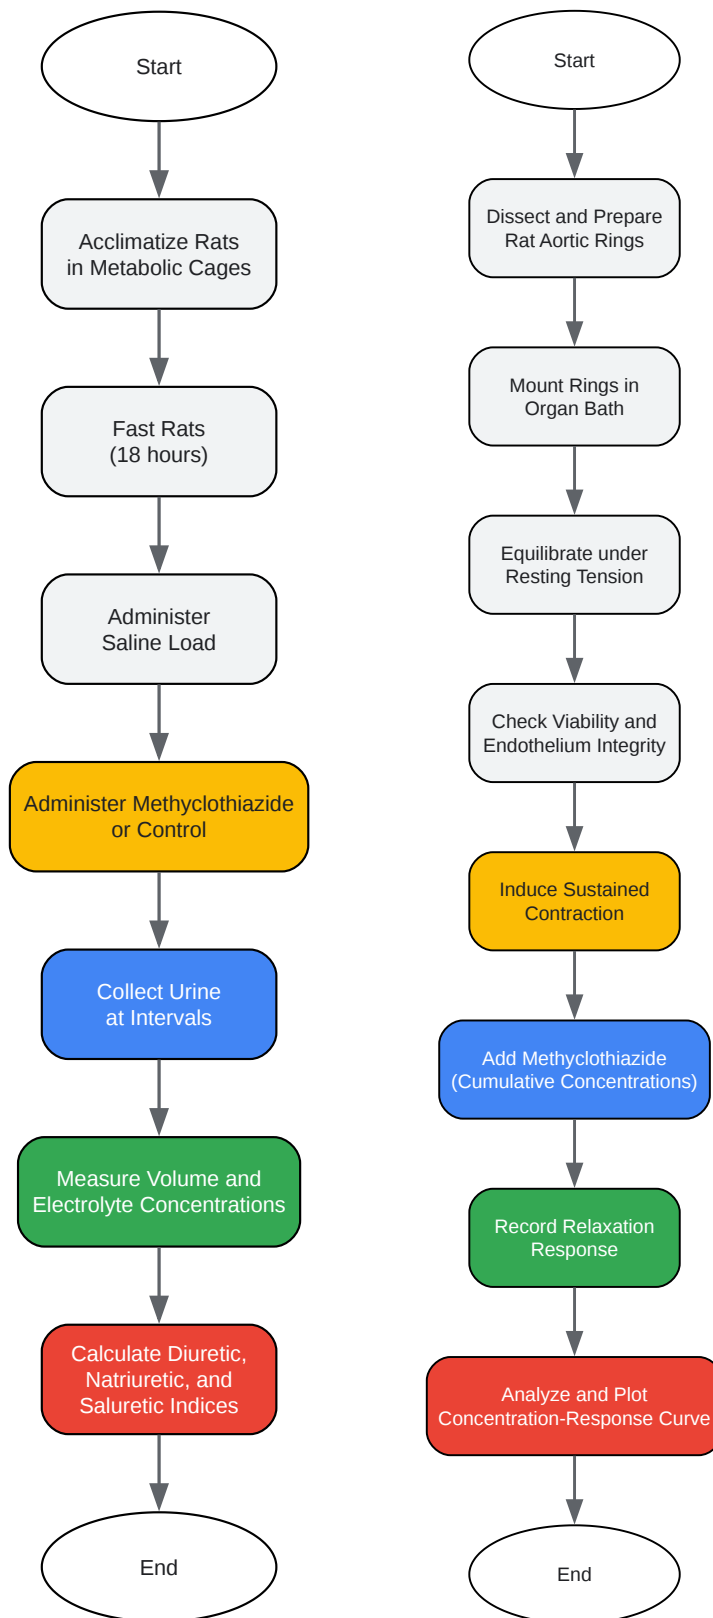 Start
Acclimatize Rats
in Metabolic Cages
Fast Rats
(18 hours)
Administer
Saline Load
Administer Methyclothiazide
or Control
Collect Urine
at Intervals
Measure Volume and
Electrolyte Concentrations
Calculate Diuretic,
Natriuretic, and
Saluretic Indices
End
Start
Dissect and Prepare
Rat Aortic Rings
Mount Rings in
Organ Bath
Equilibrate under
Resting Tension
Check Viability and
Endothelium Integrity
Induce Sustained
Contraction
Add Methyclothiazide
(Cumulative Concentrations)
Record Relaxation
Response
Analyze and Plot
Concentration-Response Curve
End